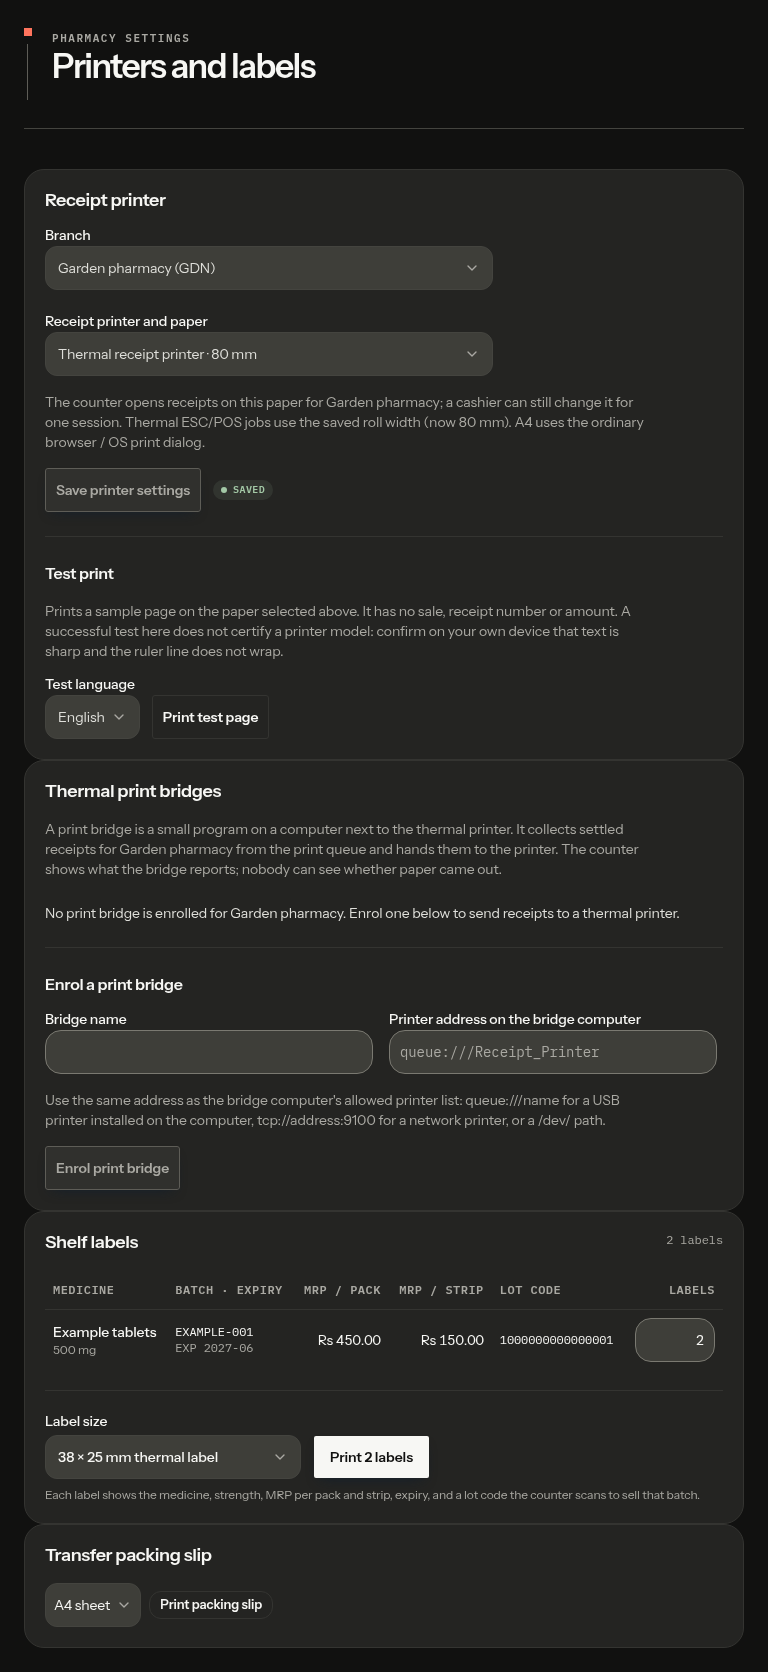 PHARMACY SETTINGS
Printers and labels
Receipt printer
Branch
Garden pharmacy (GDN)
Receipt printer and paper
Thermal receipt printer · 80 mm
The counter opens receipts on this paper for Garden pharmacy; a cashier can still change it for
one session. Thermal ESC/POS jobs use the saved roll width (now 80 mm). A4 uses the ordinary
browser / OS print dialog.
Save printer settings
SAVED
Test print
Prints a sample page on the paper selected above. It has no sale, receipt number or amount. A
successful test here does not certify a printer model: confirm on your own device that text is
sharp and the ruler line does not wrap.
Test language
English
Print test page
Thermal print bridges
A print bridge is a small program on a computer next to the thermal printer. It collects settled
receipts for Garden pharmacy from the print queue and hands them to the printer. The counter
shows what the bridge reports; nobody can see whether paper came out.
No print bridge is enrolled for Garden pharmacy. Enrol one below to send receipts to a thermal printer.
Enrol a print bridge
Bridge name
Printer address on the bridge computer
queue:///Receipt_Printer
Use the same address as the bridge computer's allowed printer list: queue:///name for a USB
printer installed on the computer, tcp://address:9100 for a network printer, or a /dev/ path.
Enrol print bridge
Shelf labels
2 labels
MEDICINE BATCH · EXPIRY MRP / PACK MRP / STRIP LOT CODE LABELS
Example tablets EXAMPLE-001 Rs 450.00 Rs 150.00 1000000000000001 2
500 mg EXP 2027-06
Label size
38 × 25 mm thermal label
Print 2 labels
Each label shows the medicine, strength, MRP per pack and strip, expiry, and a lot code the counter scans to sell that batch.
Transfer packing slip
A4 sheet
Print packing slip